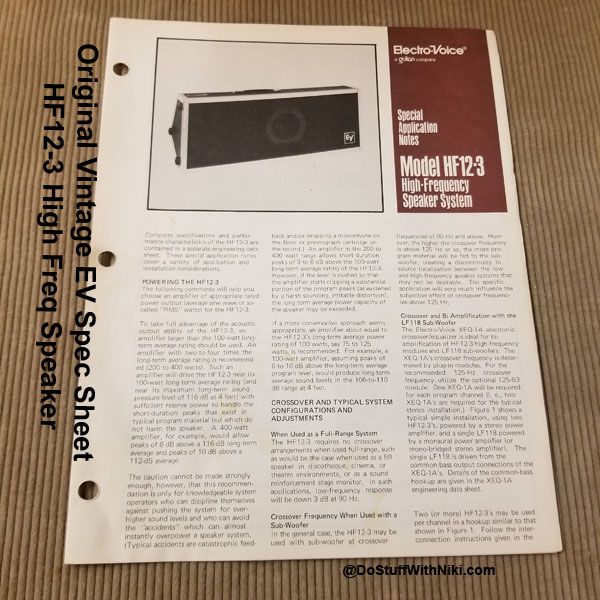 Original Vintage EV Spec Sheet
HF12-3 High Freq Speaker
Electro-Voice®
a gulton company
Special
Application
Notes
Model HF12-3
High-Frequency
Speaker System
EV
Complete specifications and perfor-
mance characteristics of the HF12-3 are
contained in a separate engineering data
sheet. These special application notes
cover a variety of application and
installation considerations.
POWERING THE HF12-3
The following comments will help you
choose an amplifier of appropriate rated
power output (average sine wave or so-
called "RMS" watts) for the HF12-3.
To take full advantage of the acoustic
output ability of the HF12-3, an
amplifier larger than the 100-watt long-
term average rating should be used. An
amplifier with two to four times the
long-term average rating is recommend-
ed (200 to 400 watts). Such an
amplifier will drive the HF12-3 near its
100-watt long-term average rating (and
near its maximum long-term sound
pressure level of 116 dB at 4 feet) with
sufficient reserve power to handle the
short-duration peaks that exist in
typical program material but which do
not harm the speaker. A 400-watt
amplifier, for example, would allow
peaks of 6 dB above a 116-dB long-term
average and peaks of 10 dB above a
112-dB average.
The caution cannot be made strongly
enough, however, that this recommen-
dation is only for knowledgeable system
operators who can discipline themselves
against pushing the system for ever-
higher sound levels and who can avoid
the "accidents" which can almost
instantly overpower a speaker system.
(Typical accidents are catastrophic feed-
back and/or dropping a microphone on
the floor or phonograph cartridge on
the record.) An amplifier in the 200 to
400 watt range allows short-duration
peaks of 3 to 6 dB above the 100-watt
long-term average rating of the HF12-3.
However, if the level is pushed so that
the amplifier starts clipping a substantial
portion of the program peaks (as evidenced
by a harsh sounding, irritable distortion),
the long term average power capacity of
the speaker may be exceeded.
If a more conservative approach seems
appropriate, an amplifier about equal to
the HF12-3's long-term average power
rating of 100 watts, say 75 to 125
watts, is recommended. For example, a
100-watt amplifier, assuming peaks of
6 to 10 dB above the long-term average
program level, would produce long-term
average sound levels in the 106-to-110
dB range at 4 feet.
CROSSOVER AND TYPICAL SYSTEM
CONFIGURATIONS AND
ADJUSTMENTS
When Used as a Full-Range System
The HF12-3 requires no crossover
arrangements when used full-range, such
as would be the case when used as a fill
speaker in discotheque, cinema, or
theatre environments, or as a sound
reinforcement stage monitor. In such
applications, low-frequency response
will be down 3 dB at 90 Hz.
Crossover Frequency When Used with a
Sub-Woofer
In the general case, the HF12-3 may be
used with sub-woofer at crossover
frequencies of 90 Hz and above. How-
ever, the higher the crossover frequency
is above 125 Hz or so, the more pro-
gram material will be fed to the sub-
woofer, creating a discontinuity in
source localization between the low
and high-frequency speaker systems that
may not be desirable. The specific
application will very much influence the
subjective effect of crossover frequenc-
ies above 125 Hz.
Crossover and Bi-Amplification with the
LF118 Sub-Woofer
The Electro-Voice XEQ-1A electronic
crossover/equalizer is ideal for bi-
amplification of HF12-3 high-frequency
modules and LF118 sub-woofers. The
XEQ-1A's crossover frequency is deter-
mined by plug-in modules. For the
recommended 125-Hz crossover
frequency, utilize the optional 125-B3
module. One XEQ-1A will be required
for each program channel (i. e., two
XEQ-1A's are required for the typical
stereo installation.) Figure 1 shows a
typical simple installation, using two
HF12-3's, powered by a stereo power
amplifier, and a single LF118 powered
by a monaural power amplifier (or
mono-bridged stereo amplifier). The
single LF118 is driven from the
common-bass output connections of the
XEQ-1A's. Details of the common-bass
hookup are given in the XEQ-1A
engineering data sheet.
Two (or more) HF12-3's may be used
per channel in a hookup similar to that
shown in Figure 1. Follow the inter-
connection instructions given in the
@DoStuffWithNiki.com